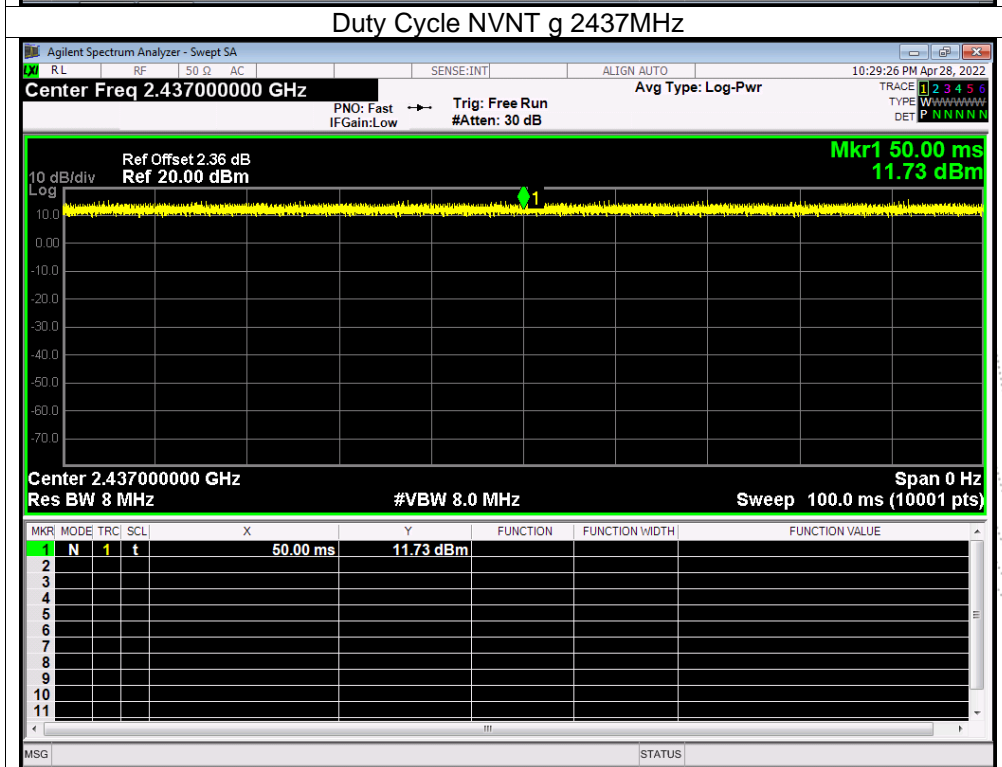 Duty Cycle NVNT g 2437MHz
Agilent Spectrum Analyzer - Swept SA
LXI RL RF 50 Ω AC SENSE:INT ALIGN AUTO 10:29:26 PM Apr 28, 2022
Center Freq 2.437000000 GHz Avg Type: Log-Pwr TRACE 1 2 3 4 5 6
PNO: Fast Trig: Free Run TYPE WWWWWW
IFGain:Low #Atten: 30 dB DET P N N N N N
Ref Offset 2.36 dB Mkr1 50.00 ms
10 dB/div Ref 20.00 dBm 11.73 dBm
Log
1
10.0
0.00
-10.0
-20.0
-30.0
-40.0
-50.0
-60.0
-70.0
Center 2.437000000 GHz Span 0 Hz
Res BW 8 MHz #VBW 8.0 MHz Sweep 100.0 ms (10001 pts)
MKR MODE TRC SCL X Y FUNCTION FUNCTION WIDTH FUNCTION VALUE
1 N 1 t 50.00 ms 11.73 dBm
2
3
4
5
6
7
8
9
10
11
MSG STATUS